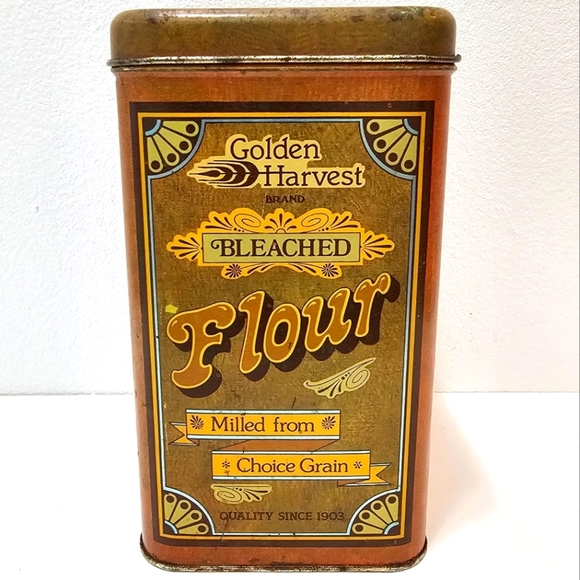 Golden
Harvest
BRAND
BLEACHED
Flour
Milled from
Choice Grain
QUALITY SINCE 1903